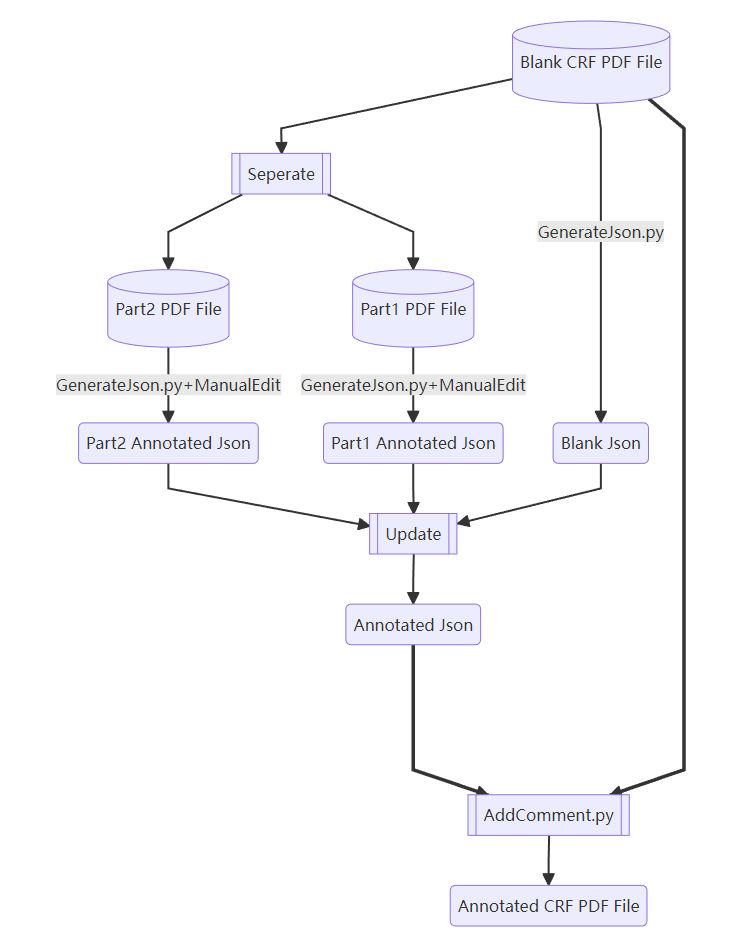 Blank CRF PDF File
Seperate
GenerateJson.py
Part2 PDF File
Part1 PDF File
GenerateJson.py+ManualEdit
GenerateJson.py+ManualEdit
Part2 Annotated Json
Part1 Annotated Json
Blank Json
Update
Annotated Json
AddComment.py
Annotated CRF PDF File